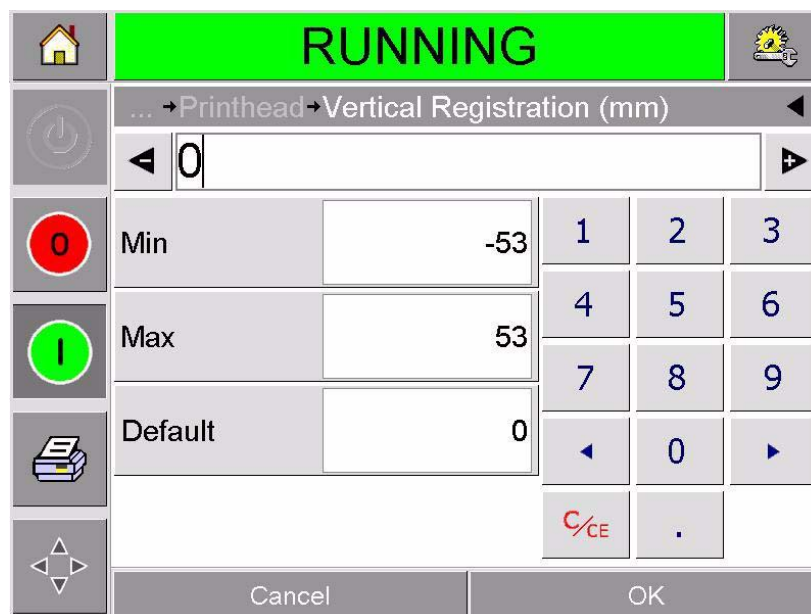 RUNNING
... →Printhead→Vertical Registration (mm)
0
0
Min -53
1 2 3
4 5 6
I
Max 53
7 8 9
Default 0
0
C/CE .
Cancel OK